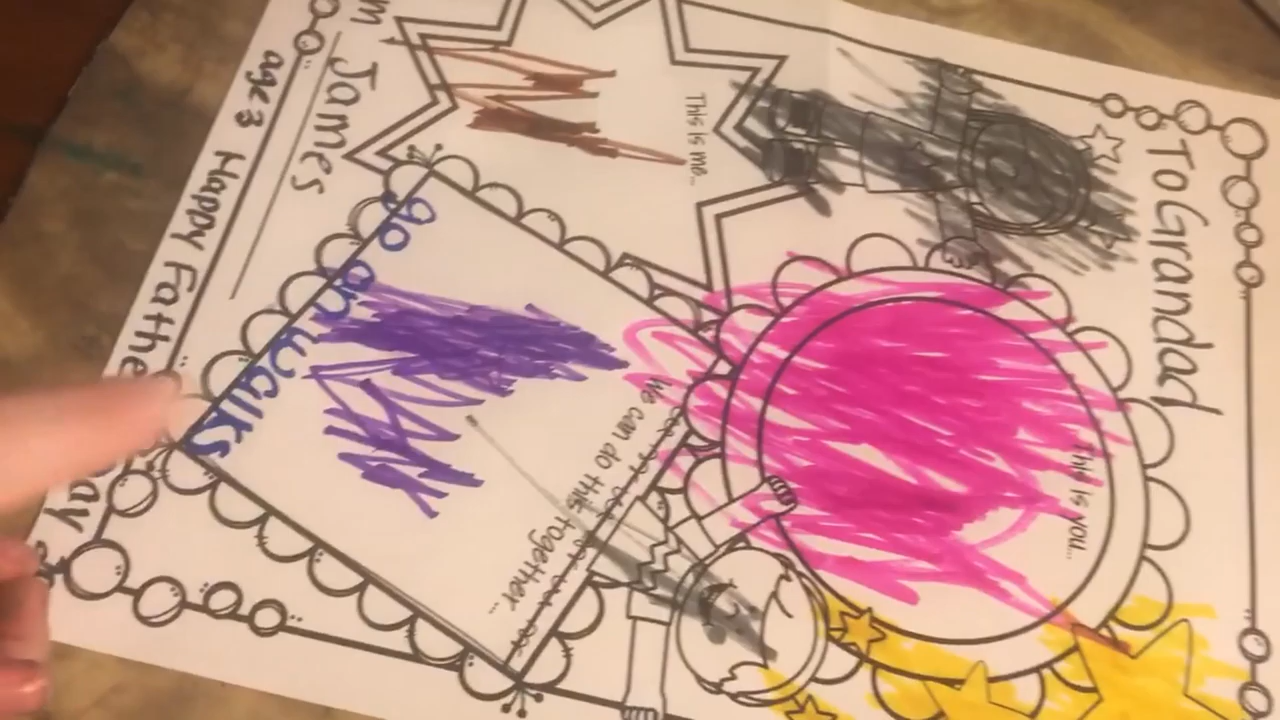 To Grandad
This is you...
This is me...
We can do this together...
go on walks
James
age 3 Happy Fathe